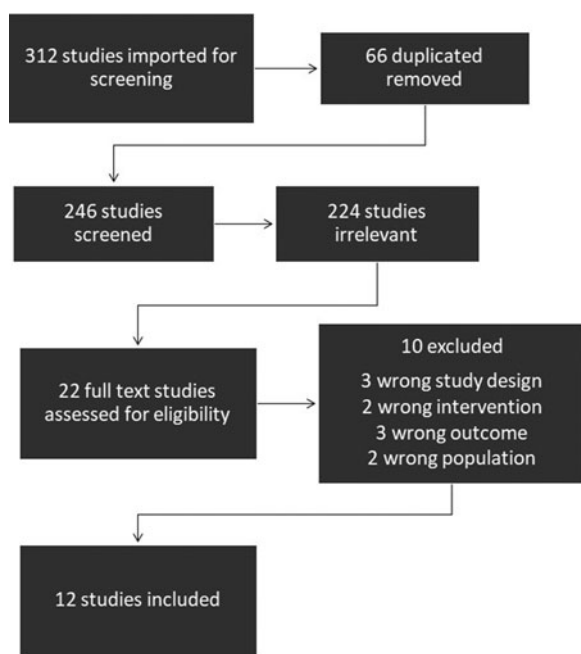 312 studies imported for
screening
66 duplicated
removed
246 studies
screened
224 studies
irrelevant
22 full text studies
assessed for eligibility
10 excluded
3 wrong study design
2 wrong intervention
3 wrong outcome
2 wrong population
12 studies included